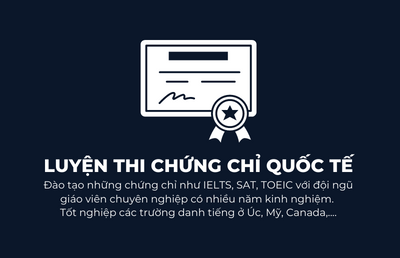 LUYỆN THI CHỨNG CHỈ QUỐC TẾ
Đào tạo những chứng chỉ như IELTS, SAT, TOEIC với đội ngũ
giáo viên chuyên nghiệp có nhiều năm kinh nghiệm.
Tốt nghiệp các trường danh tiếng ở Úc, Mỹ, Canada,....